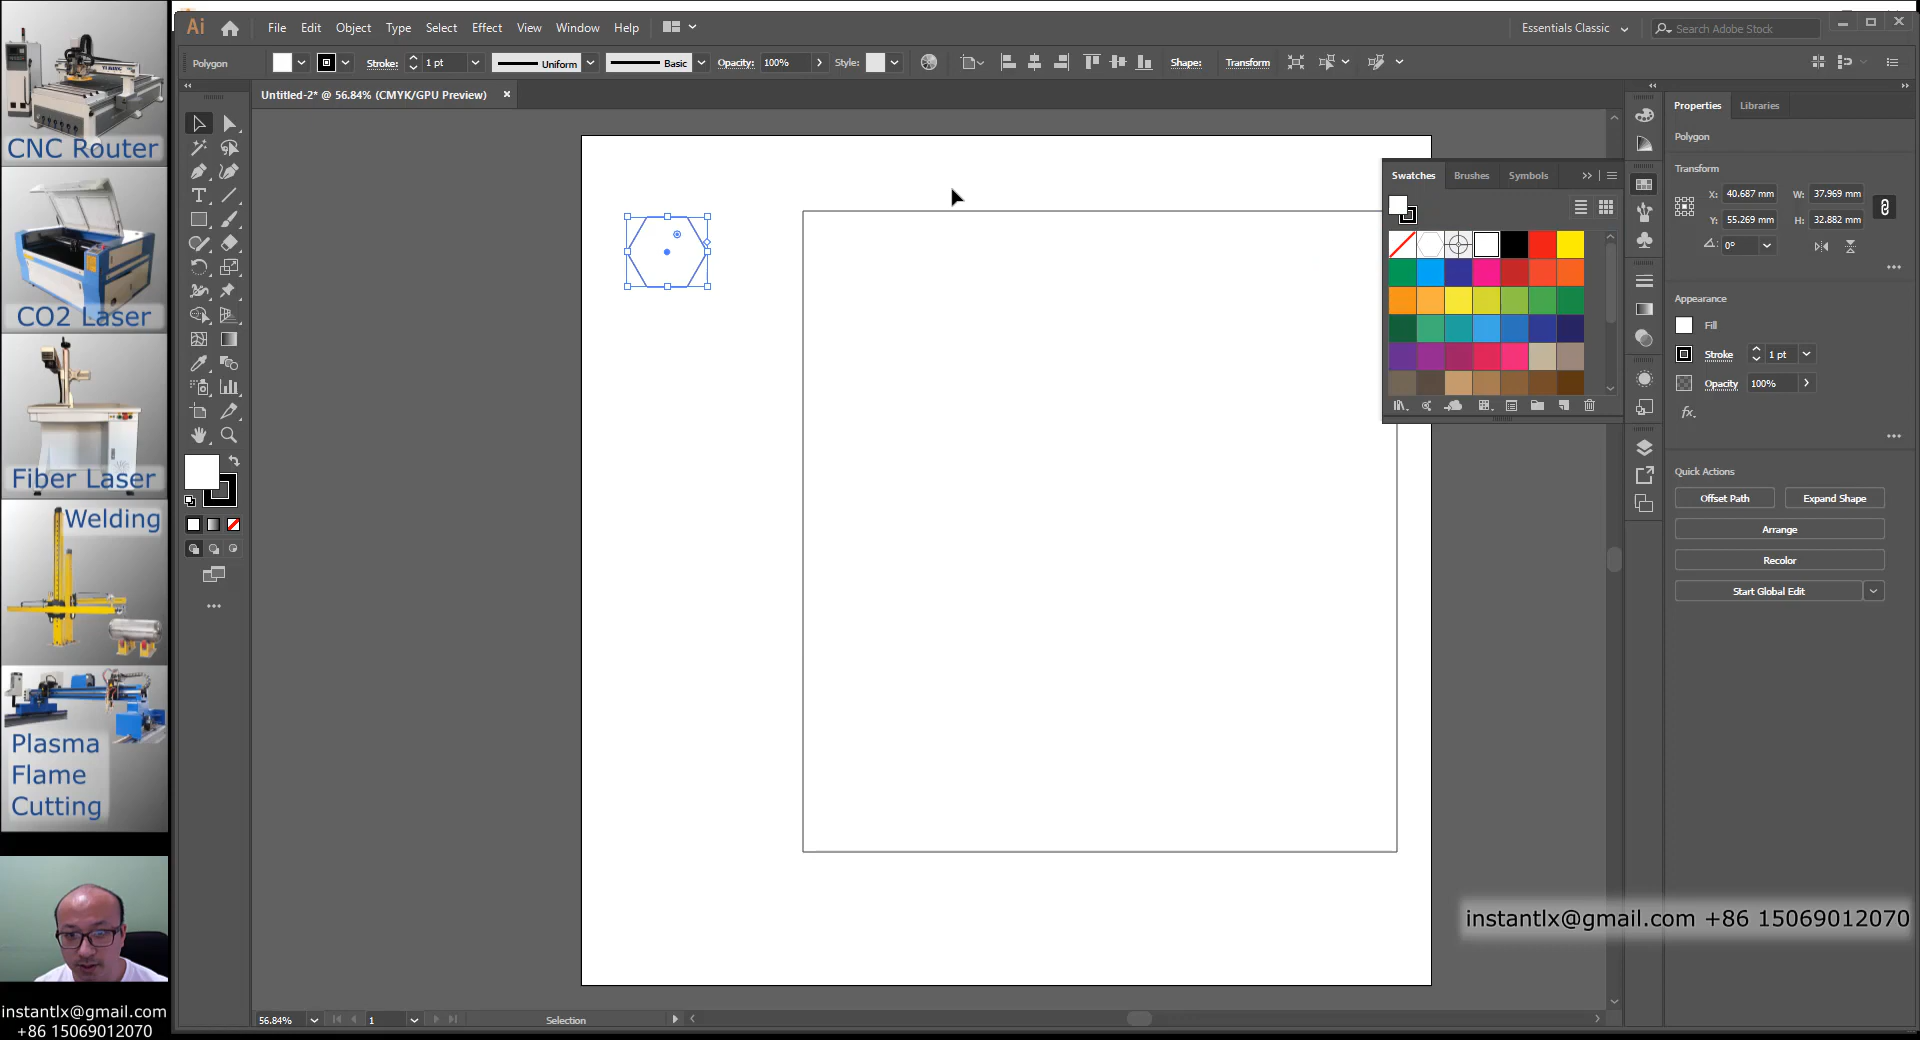 CNC Router
CO2 Laser
Fiber Laser
Welding
Plasma
Flame
Cutting
instantlx@gmail.com
+86 15069012070
Ai File Edit Object Type Select Effect View Window Help
Essentials Classic
Search Adobe Stock
Polygon
Stroke: 1 pt
Uniform
Basic
Opacity: 100%
Style:
Shape:
Transform
Untitled-2* @ 56.84% (CMYK/GPU Preview)
Swatches Brushes Symbols
Properties Libraries
Polygon
Transform
X: 40.687 mm W: 37.969 mm
Y: 55.269 mm H: 32.882 mm
0°
Appearance
Fill
Stroke 1 pt
Opacity 100%
fx.
Quick Actions
Offset Path Expand Shape
Arrange
Recolor
Start Global Edit
instantlx@gmail.com +86 15069012070
56.84% 1 Selection